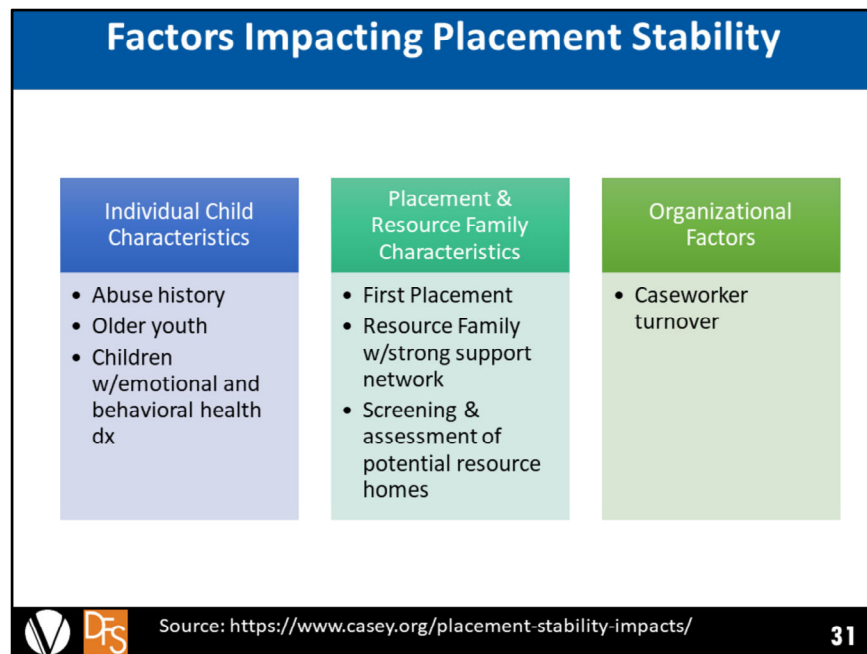 Factors Impacting Placement Stability
Individual Child
Characteristics
• Abuse history
• Older youth
• Children
w/emotional and
behavioral health
dx
Placement &
Resource Family
Characteristics
• First Placement
• Resource Family
w/strong support
network
• Screening &
assessment of
potential resource
homes
Organizational
Factors
• Caseworker
turnover
DFS
Source: https://www.casey.org/placement-stability-impacts/
31